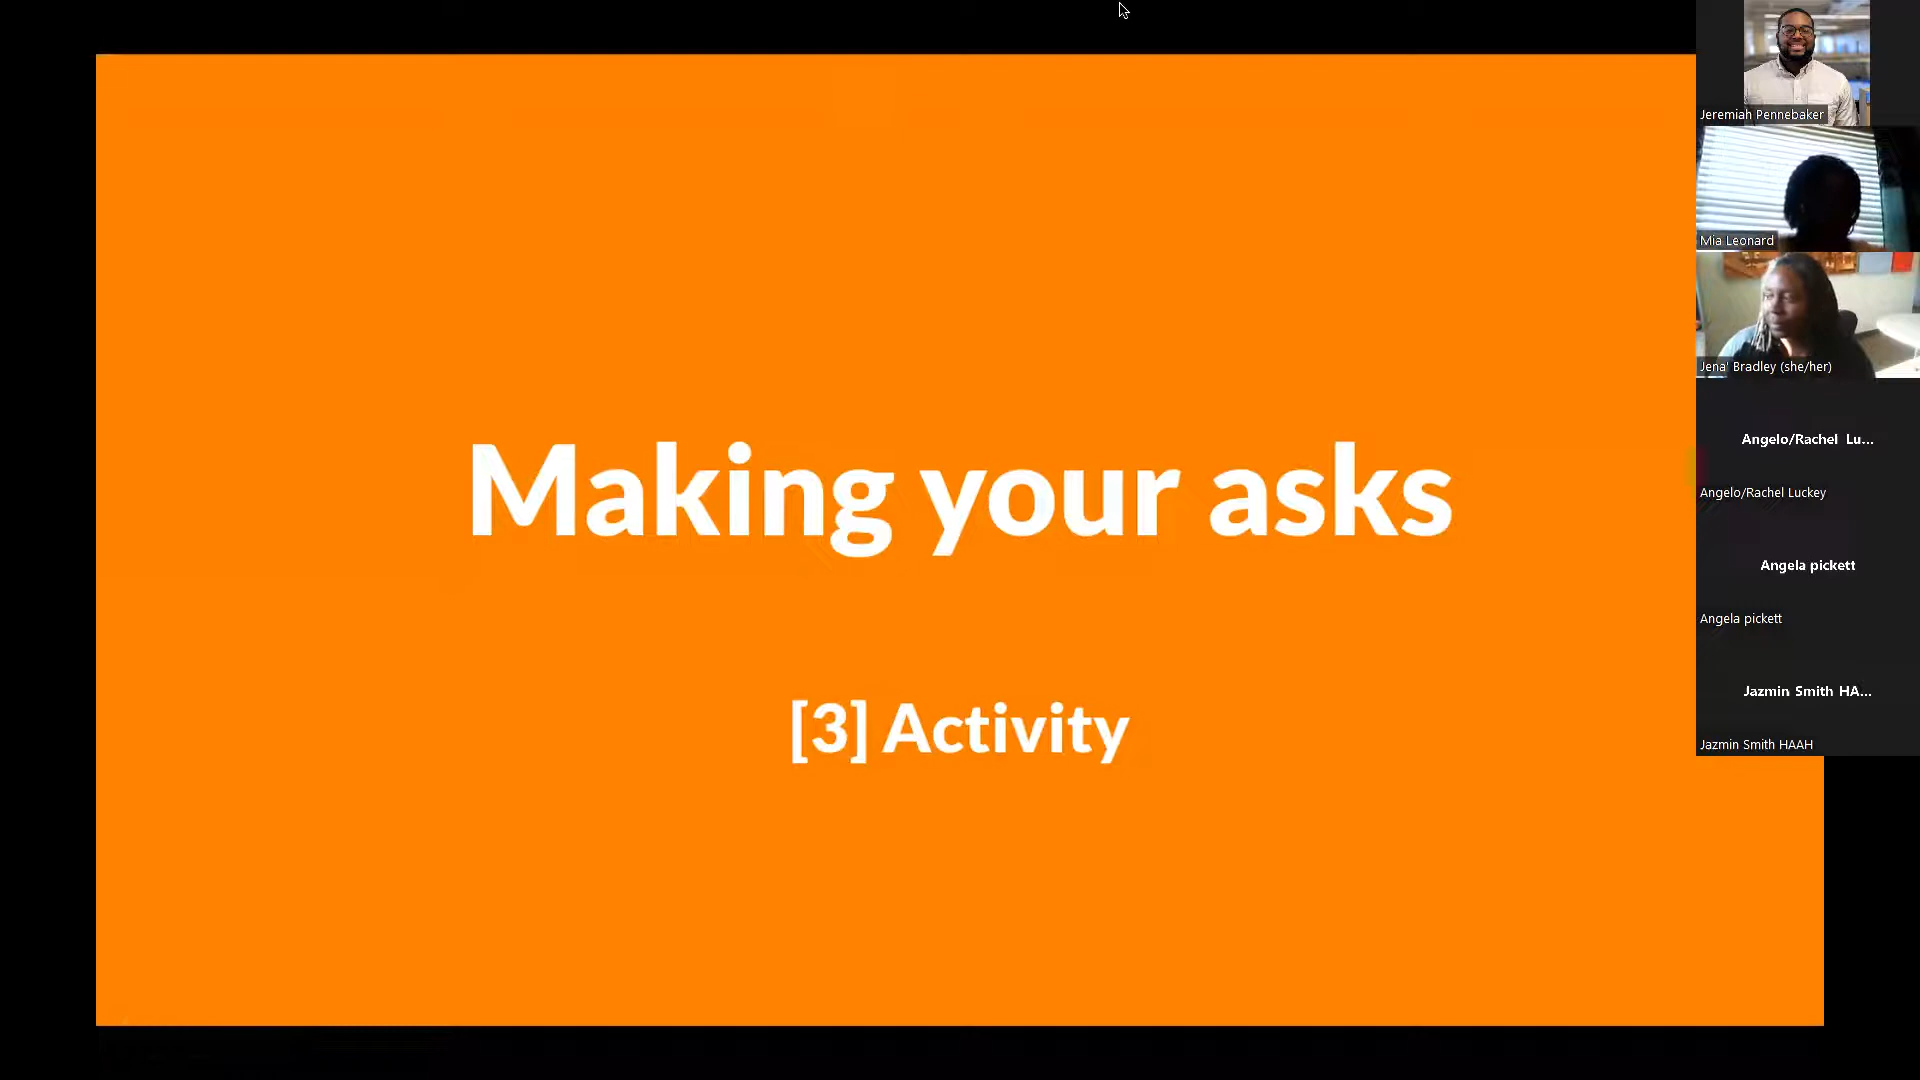 Making your asks
[3] Activity
Jeremiah Pennebaker
Mia Leonard
Jena' Bradley (she/her)
Angelo/Rachel Lu...
Angelo/Rachel Luckey
Angela pickett
Angela pickett
Jazmin Smith HA...
Jazmin Smith HAAH